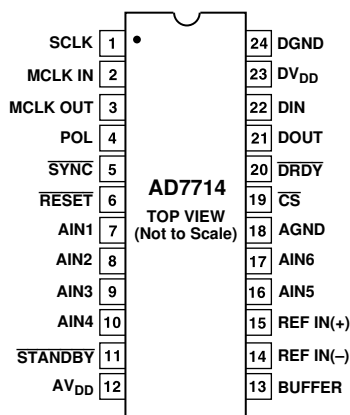 SCLK 1 24 DGND
MCLK IN 2 23 DVDD
MCLK OUT 3 22 DIN
POL 4 21 DOUT
SYNC 5 20 DRDY
RESET 6 19 CS
AIN1 7 18 AGND
AIN2 8 17 AIN6
AIN3 9 16 AIN5
AIN4 10 15 REF IN(+)
STANDBY 11 14 REF IN(–)
AVDD 12 13 BUFFER
AD7714
TOP VIEW
(Not to Scale)